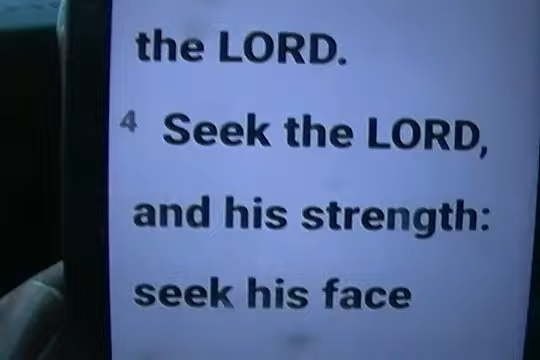 the LORD.
4 Seek the LORD,
and his strength:
seek his face